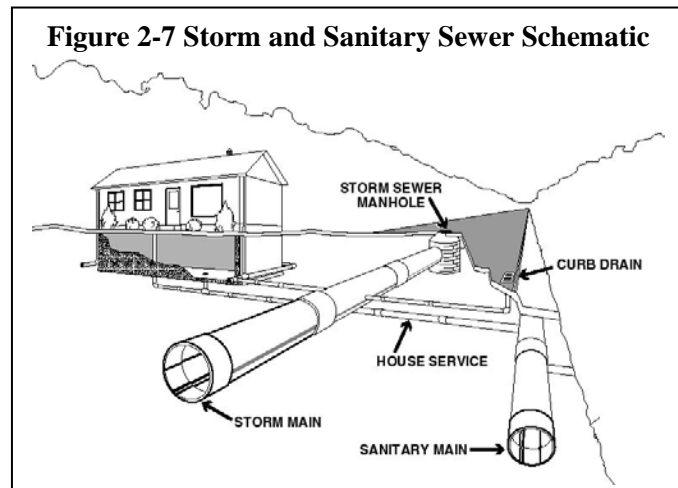 Figure 2-7 Storm and Sanitary Sewer Schematic
STORM SEWER
MANHOLE
CURB DRAIN
HOUSE SERVICE
STORM MAIN
SANITARY MAIN